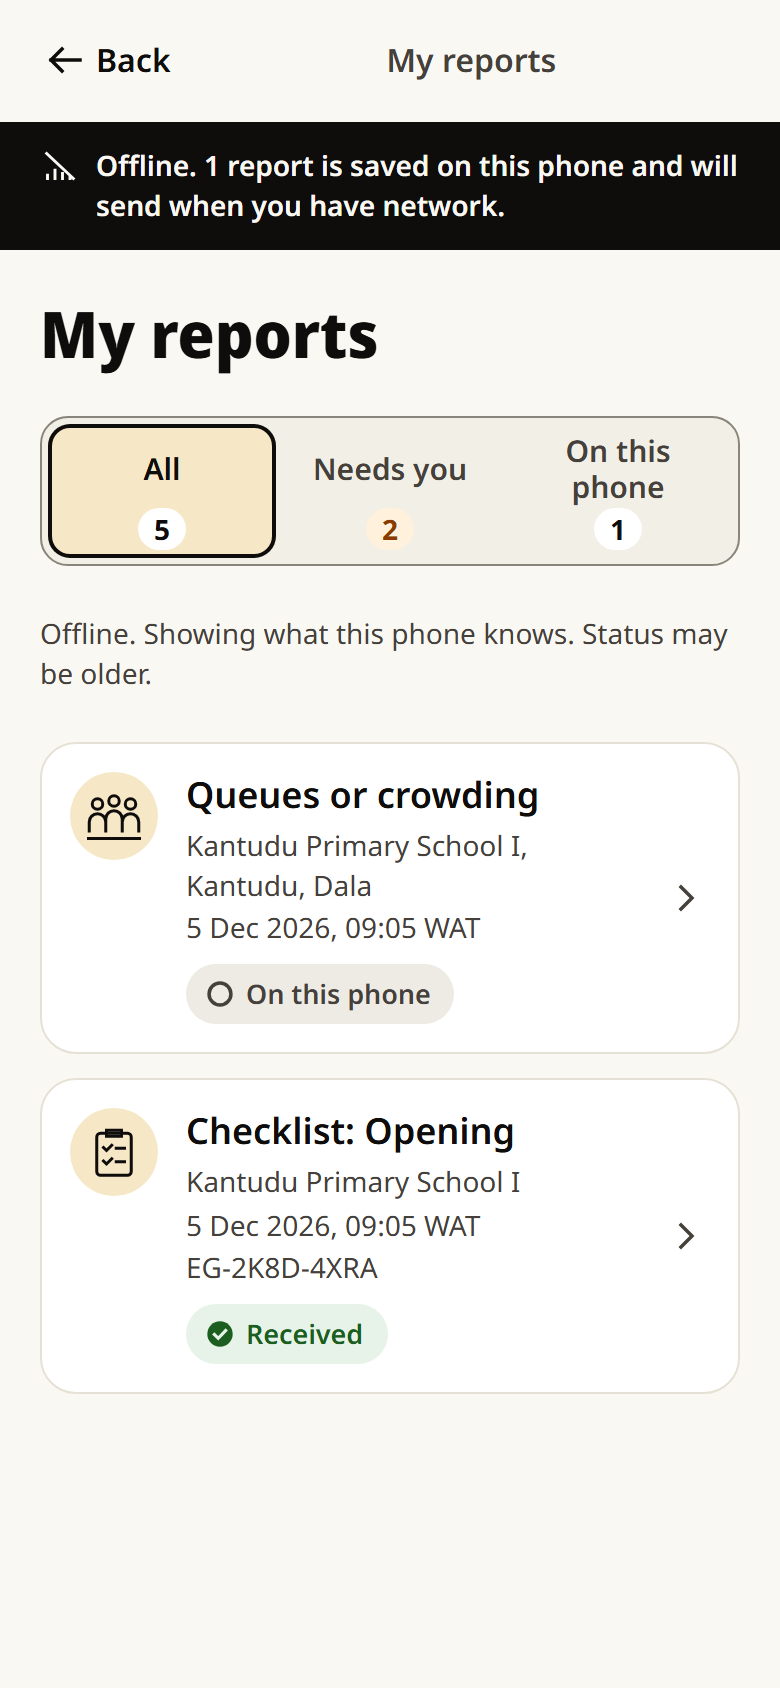 Back
My reports
Offline. 1 report is saved on this phone and will
send when you have network.
My reports
All
5
Needs you
2
On this
phone
1
Offline. Showing what this phone knows. Status may
be older.
Queues or crowding
Kantudu Primary School I,
Kantudu, Dala
5 Dec 2026, 09:05 WAT
On this phone
Checklist: Opening
Kantudu Primary School I
5 Dec 2026, 09:05 WAT
EG-2K8D-4XRA
Received